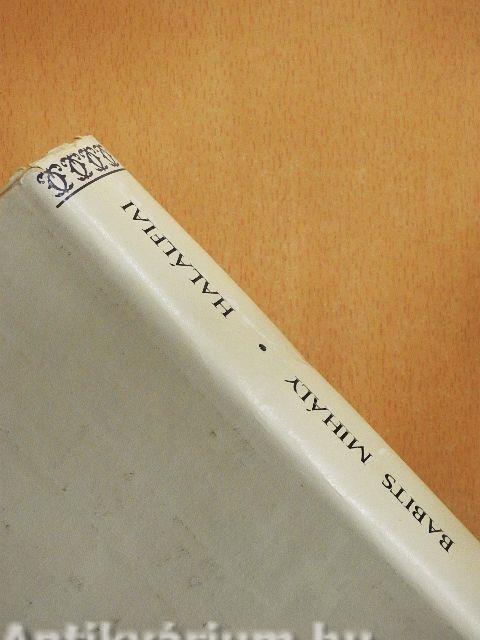 BABITS MIHÁLY • HALÁLFIAI
Antikvárium.hu